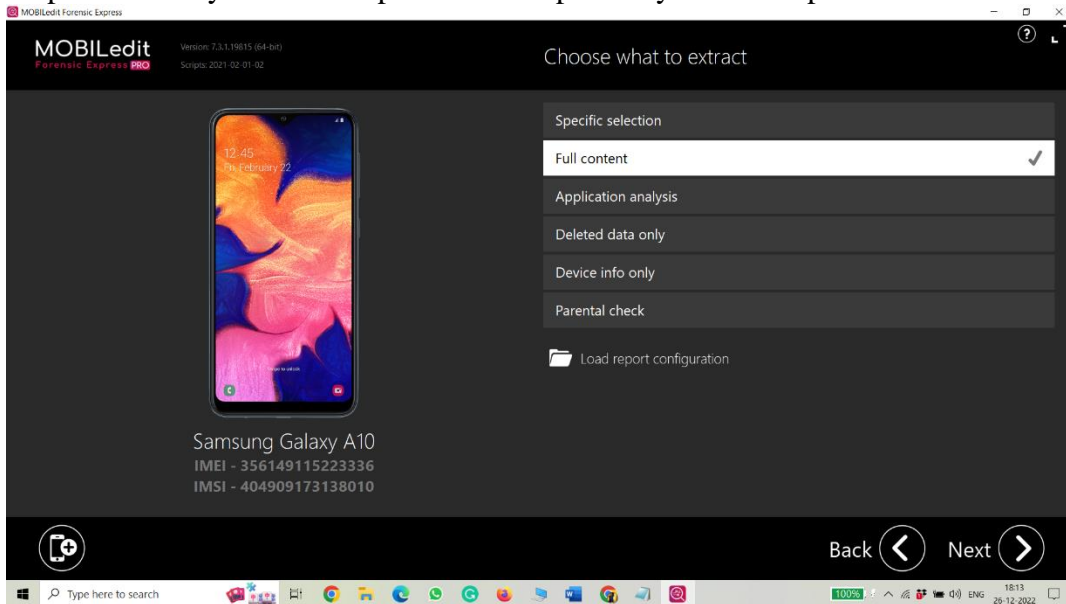 MOBILedit Forensic Express
MOBILedit
Forensic Express PRO
Version: 7.3.1.19815 (64-bit)
Scripts: 2021-02-01-02
Choose what to extract
?
12 45
Fri, February 22
Samsung Galaxy A10
IMEI - 356149115223336
IMSI - 404909173138010
Specific selection
Full content
Application analysis
Deleted data only
Device info only
Parental check
Load report configuration
Back
Next
Type here to search
100%
ENG
18:13
26-12-2022